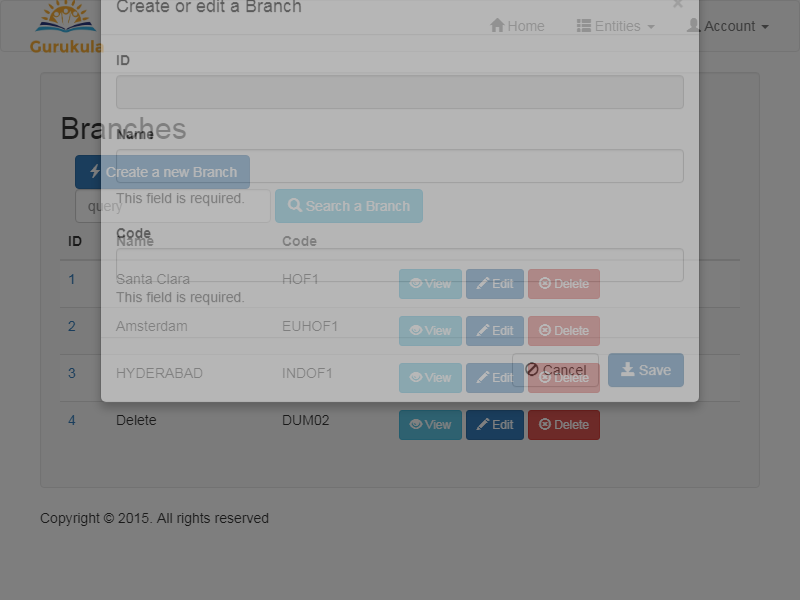 Create or edit a Branch
×
Gurukula
Home
Entities
Account
ID
Branches
Name
Create a new Branch
This field is required.
query
Search a Branch
Code
ID
Name
Code
1
Santa Clara
HOF1
View
Edit
Delete
This field is required.
2
Amsterdam
EUHOF1
View
Edit
Delete
3
HYDERABAD
INDOF1
View
Edit
Delete
Cancel
Save
4
Delete
DUM02
View
Edit
Delete
Copyright © 2015. All rights reserved